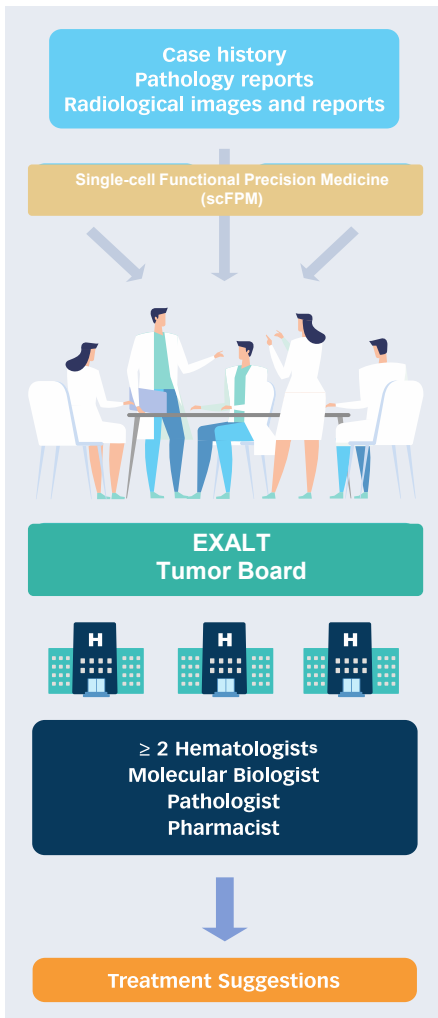 Case history
Pathology reports
Radiological images and reports
Single-cell Functional Precision Medicine
(scFPM)
EXALT
Tumor Board
H
H
H
≥ 2 Hematologists
Molecular Biologist
Pathologist
Pharmacist
Treatment Suggestions